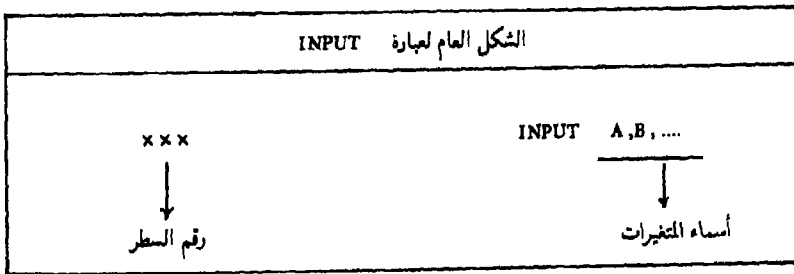 الشكل العام لعبارة INPUT
××× INPUT A ,B , ....
رقم السطر أسماء المتغيرات